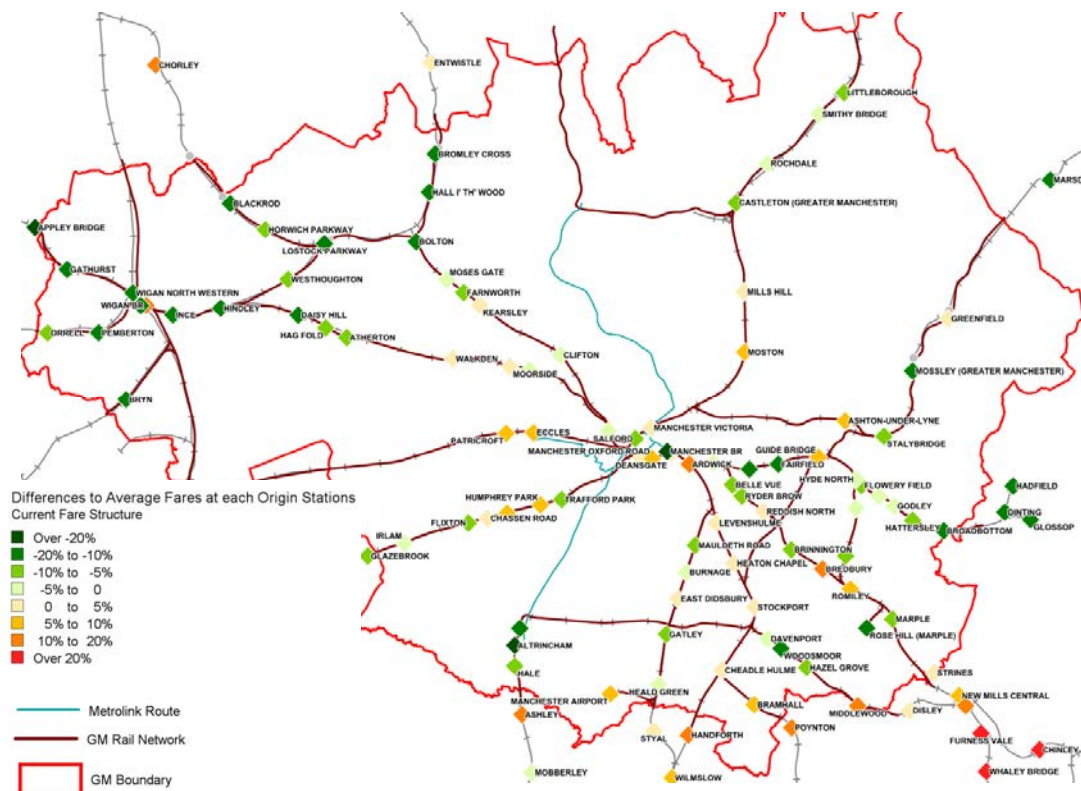 CHORLEY
ENTWISTLE
LITTLEBOROUGH
SMITHY BRIDGE
BROMLEY CROSS
ROCHDALE
MARSD
HALL I' TH' WOOD
BLACKROD
CASTLETON (GREATER MANCHESTER)
APPLEY BRIDGE
HORWICH PARKWAY
LOSTOCK PARKWAY
BOLTON
GATHURST
MOSES GATE
WESTHOUGHTON
WIGAN NORTH WESTERN
FARNWORTH
MILLS HILL
WIGAN BR
KEARSLEY
INCE
HINDLEY
DAISY HILL
GREENFIELD
ORRELL
PEMBERTON
HAG FOLD
ATHERTON
MOSTON
CLIFTON
WALKDEN
MOORSIDE
MOSSLEY (GREATER MANCHESTER)
BRYN
ASHTON-UNDER-LYNE
MANCHESTER VICTORIA
ECCLES
PATRICROFT
SALFORD
STALYBRIDGE
MANCHESTER OXFORD ROAD
MANCHESTER BR
GUIDE BRIDGE
DEANSGATE
ARDWICK
FAIRFIELD
HYDE NORTH
FLOWERY FIELD
BELLE VUE
HADFIELD
HUMPHREY PARK
TRAFFORD PARK
RYDER BROW
GODLEY
REDDISH NORTH
DINTING
FLIXTON
CHASSEN ROAD
LEVENSHULME
HATTERSLEY
GLOSSOP
BROADBOTTOM
IRLAM
MAULDETH ROAD
BRINNINGTON
GLAZEBROOK
HEATON CHAPEL
BREDBURY
BURNAGE
ROMILEY
EAST DIDSBURY
STOCKPORT
MARPLE
GATLEY
DAVENPORT
ROSE HILL (MARPLE)
ALTRINCHAM
WOODSMOOR
HALE
CHEADLE HULME
HAZEL GROVE
STRINES
HEALD GREEN
MANCHESTER AIRPORT
NEW MILLS CENTRAL
BRAMHALL
MIDDLEWOOD
DISLEY
ASHLEY
POYNTON
STYAL
HANDFORTH
FURNESS VALE
CHINLEY
MOBBERLEY
WILMSLOW
WHALEY BRIDGE
Differences to Average Fares at each Origin Stations
Current Fare Structure
Over -20%
-20% to -10%
-10% to -5%
-5% to 0
0 to 5%
5% to 10%
10% to 20%
Over 20%
Metrolink Route
GM Rail Network
GM Boundary